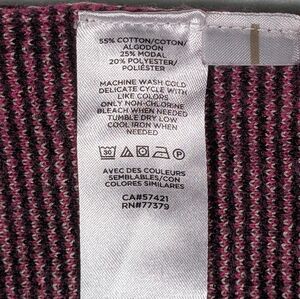 55% COTTON/COTON/
ALGODÓN
25% MODAL
20% POLYESTER/
POLIÉSTER
MACHINE WASH COLD
DELICATE CYCLE WITH
LIKE COLORS
ONLY NON-CHLORINE
BLEACH WHEN NEEDED
TUMBLE DRY LOW
COOL IRON WHEN
NEEDED
30 P
AVEC DES COULEURS
SEMBLABLES/CON
COLORES SIMILARES
CA#57421
RN#77379